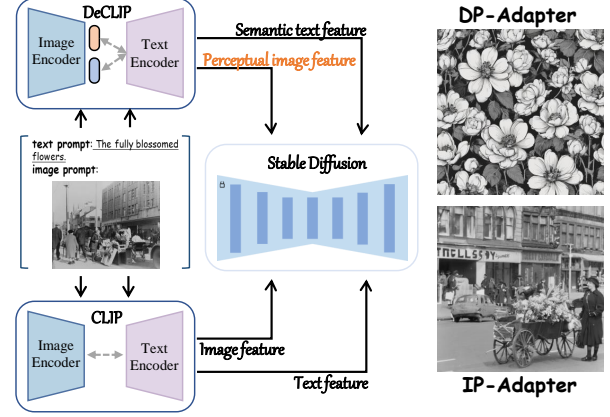 DeCLIP
Image
Encoder
Text
Encoder
Semantic text feature
Perceptual image feature
DP-Adapter
text prompt: The fully blossomed
flowers.
image prompt:
Stable Diffusion
CLIP
Image
Encoder
Text
Encoder
Image feature
Text feature
IP-Adapter